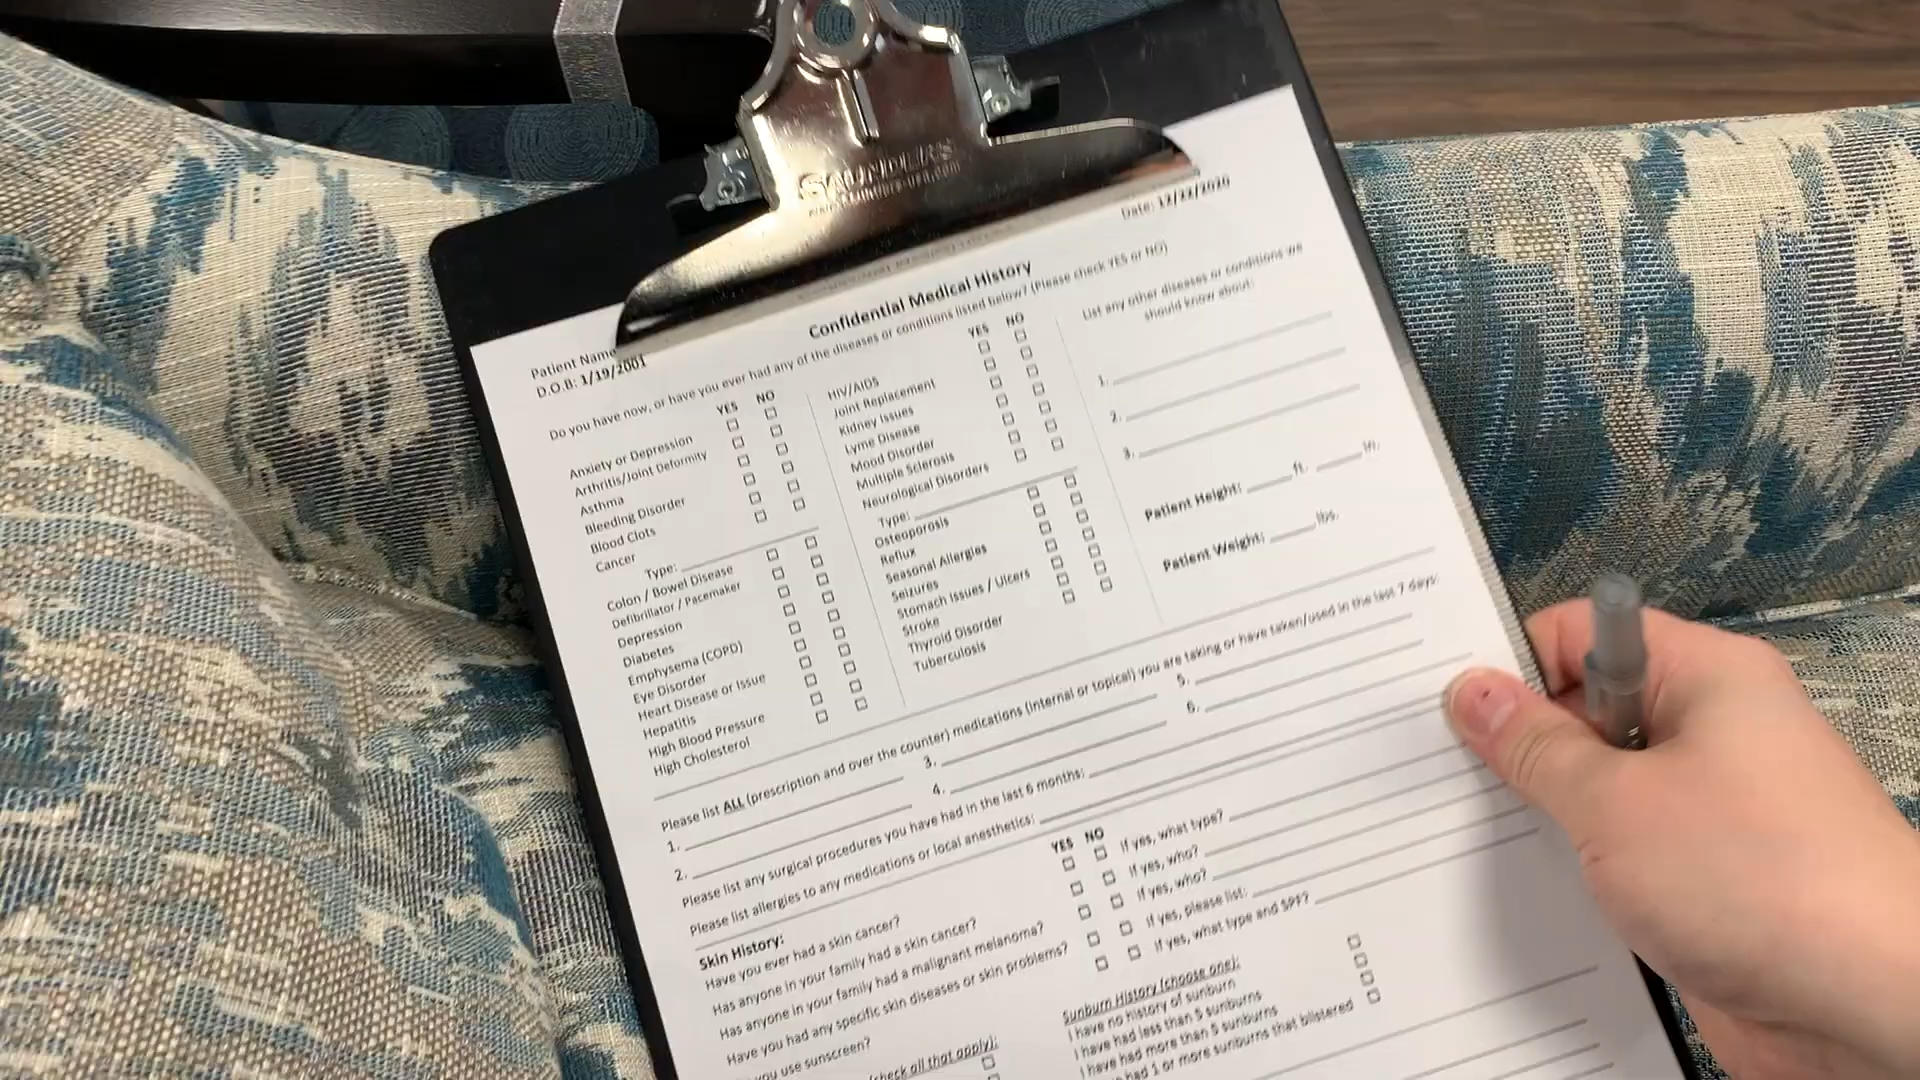 SAUNDERS
Date: 12/22/2020
Confidential Medical History
Patient Name
D.O.B: 1/19/2001
Do you have now, or have you ever had any of the diseases or conditions listed below? (Please check YES or NO)
YES NO
Anxiety or Depression
Arthritis/Joint Deformity
Asthma
Bleeding Disorder
Blood Clots
Cancer
Type:
Colon / Bowel Disease
Defibrillator / Pacemaker
Depression
Diabetes
Emphysema (COPD)
Eye Disorder
Heart Disease or Issue
Hepatitis
High Blood Pressure
High Cholesterol
YES NO
HIV/AIDS
Joint Replacement
Kidney Issues
Lyme Disease
Mood Disorder
Multiple Sclerosis
Neurological Disorders
Type:
Osteoporosis
Reflux
Seasonal Allergies
Seizures
Stomach Issues / Ulcers
Stroke
Thyroid Disorder
Tuberculosis
List any other diseases or conditions we
should know about:
1.
2.
3.
Patient Height: ft. in.
Patient Weight: lbs.
Please list ALL (prescription and over the counter) medications (internal or topical) you are taking or have taken/used in the last 7 days:
1. 3. 5.
2. 4. 6.
Please list any surgical procedures you have had in the last 6 months:
Please list allergies to any medications or local anesthetics:
Skin History: YES NO
Have you ever had a skin cancer? If yes, what type?
Has anyone in your family had a skin cancer? If yes, who?
Has anyone in your family had a malignant melanoma? If yes, who?
Have you had any specific skin diseases or skin problems? If yes, please list:
you use sunscreen? If yes, what type and SPF?
(check all that apply):
Sunburn History (choose one):
I have no history of sunburn
I have had less than 5 sunburns
I have had more than 5 sunburns
had 1 or more sunburns that blistered